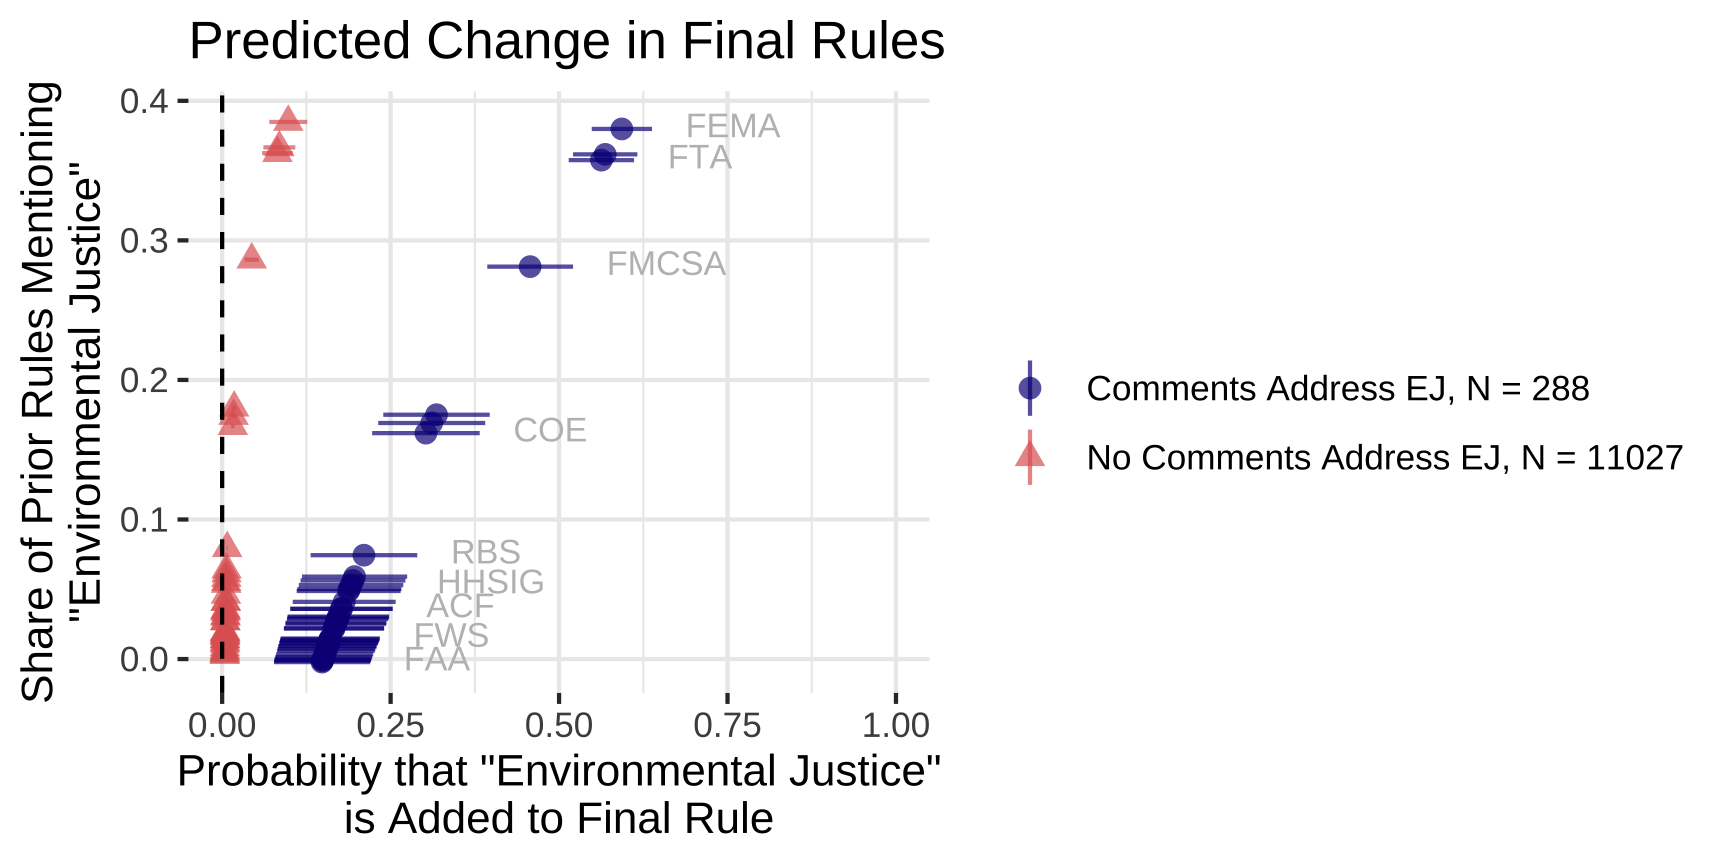 Predicted Change in Final Rules
Share of Prior Rules Mentioning
"Environmental Justice"
0.4
0.3
0.2
0.1
0.0
FEMA
FTA
FMCSA
COE
RBS
HHSIG
ACF
FWS
FAA
0.00 0.25 0.50 0.75 1.00
Probability that "Environmental Justice"
is Added to Final Rule
Comments Address EJ, N = 288
No Comments Address EJ, N = 11027